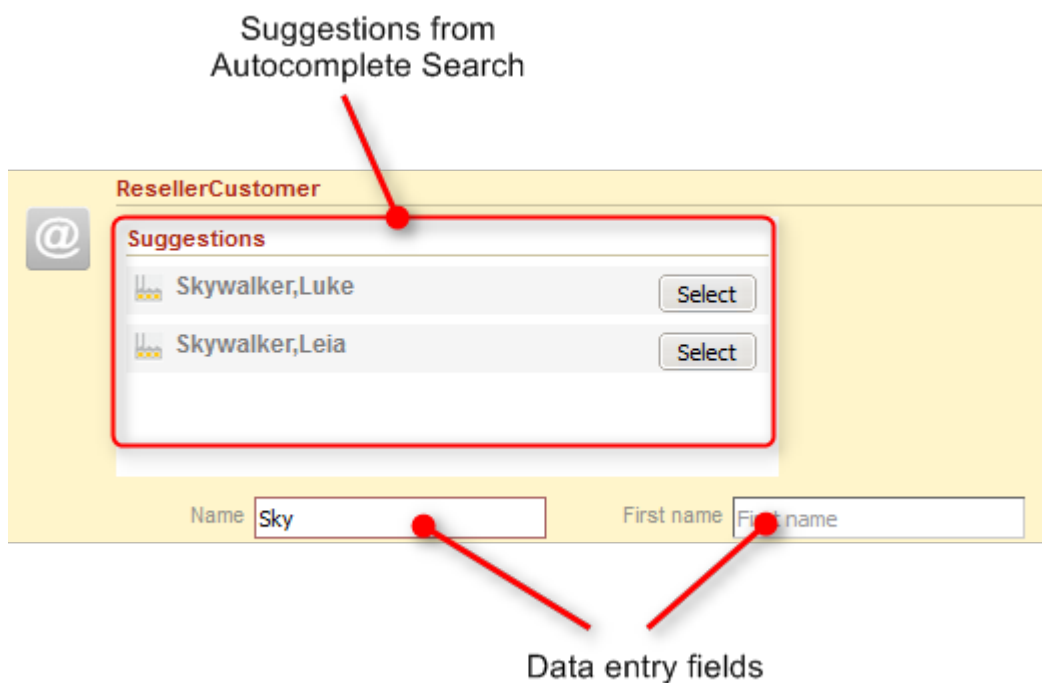 Suggestions from
Autocomplete Search
ResellerCustomer
@
Suggestions
Skywalker,Luke
Select
Skywalker,Leia
Select
Name Sky First name First name
Data entry fields